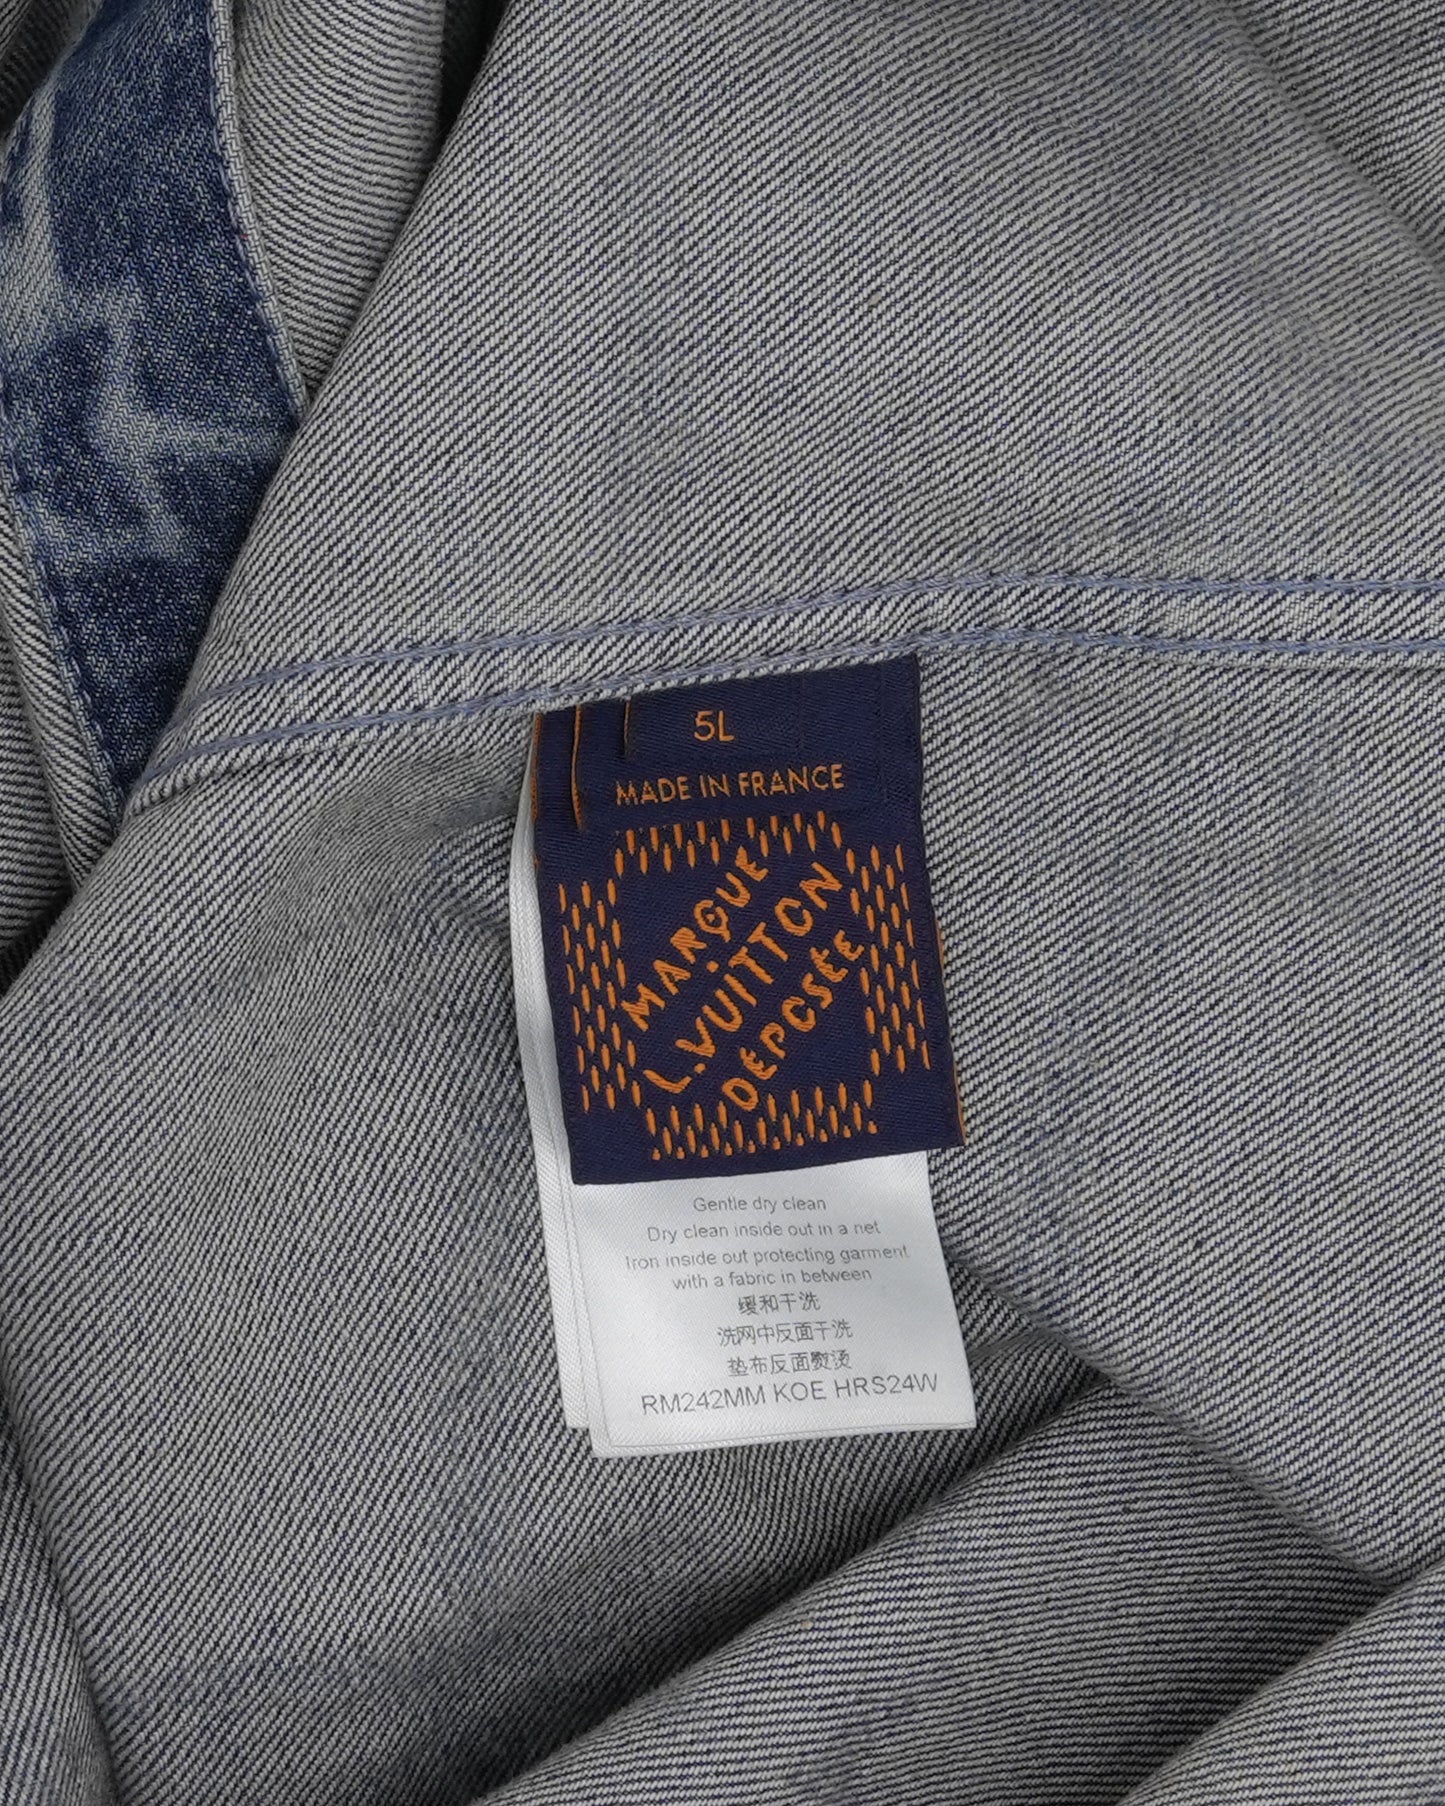 5L
MADE IN FRANCE
MARQUE
L.VUITTON
DÉPOSÉE
Gentle dry clean
Dry clean inside out in a net
Iron inside out protecting garment
with a fabric in between
缓和干洗
洗网中反面干洗
垫布反面熨烫
RM242MM KOE HRS24W